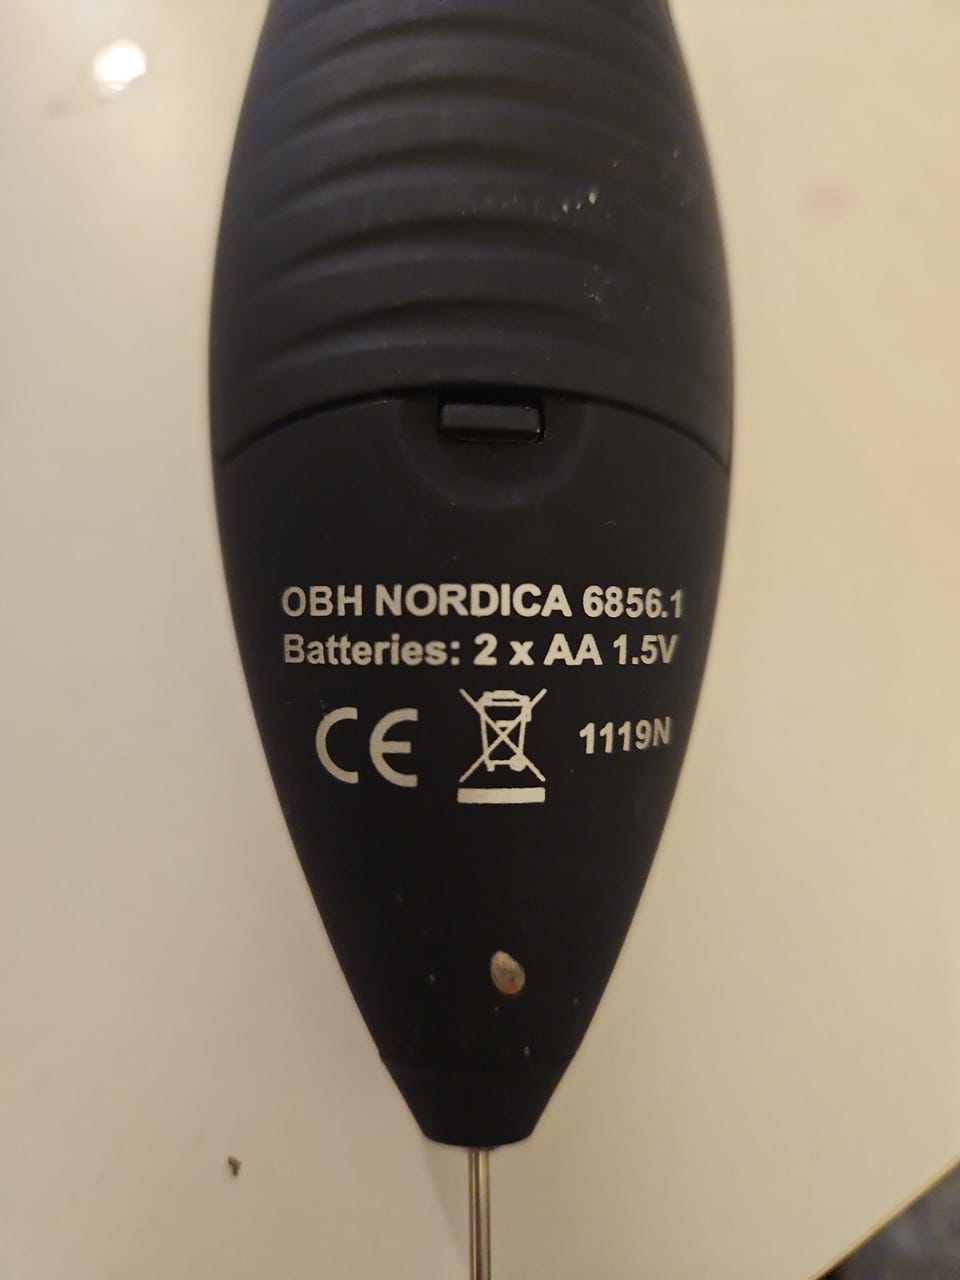 OBH NORDICA 6856.1
Batteries: 2 x AA 1.5V
CE 1119N